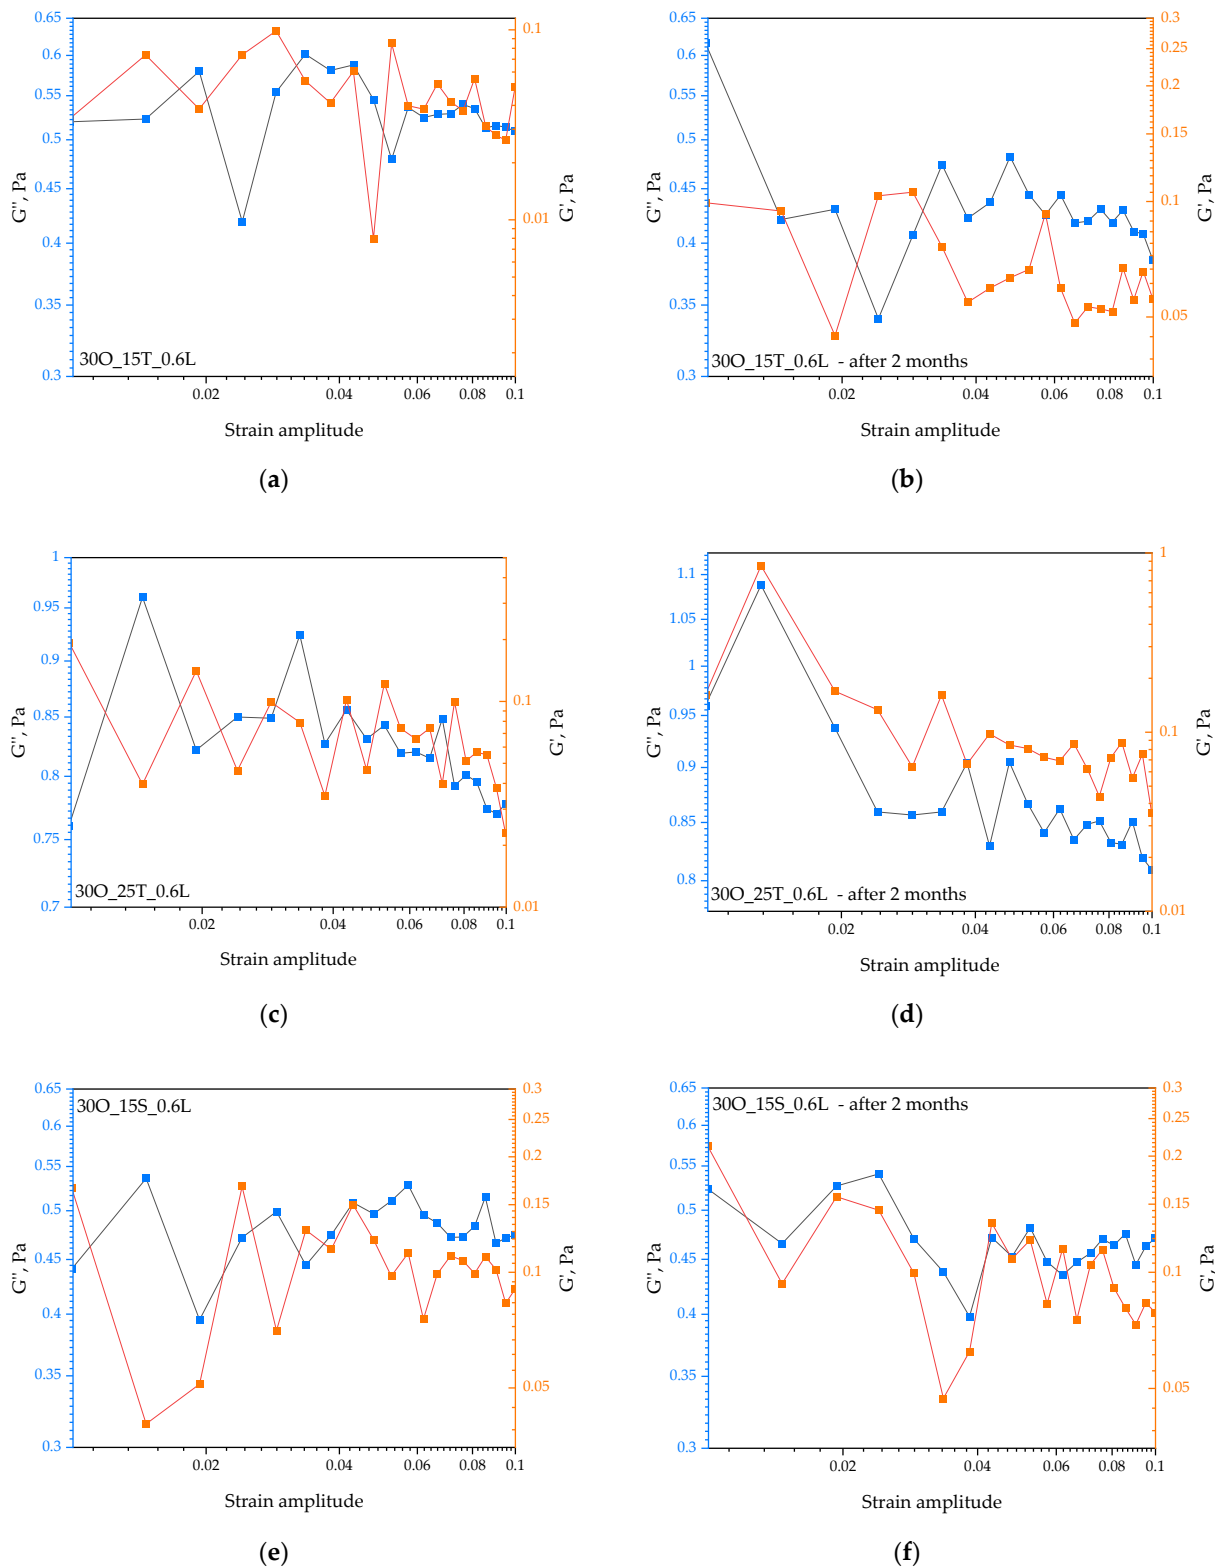 0.65
0.6
0.55
0.5
0.45
0.4
0.35
0.3
G", Pa
0.1
0.01
G', Pa
30O_15T_0.6L
0.02 0.04 0.06 0.08 0.1
Strain amplitude
(a)
0.65
0.6
0.55
0.5
0.45
0.4
0.35
0.3
G", Pa
0.3
0.25
0.2
0.15
0.1
0.05
G', Pa
30O_15T_0.6L - after 2 months
0.02 0.04 0.06 0.08 0.1
Strain amplitude
(b)
1
0.95
0.9
0.85
0.8
0.75
0.7
G", Pa
0.1
0.01
G', Pa
30O_25T_0.6L
0.02 0.04 0.06 0.08 0.1
Strain amplitude
(c)
1.1
1.05
1
0.95
0.9
0.85
0.8
G", Pa
1
0.1
0.01
G', Pa
30O_25T_0.6L - after 2 months
0.02 0.04 0.06 0.08 0.1
Strain amplitude
(d)
0.65
0.6
0.55
0.5
0.45
0.4
0.35
0.3
G", Pa
0.3
0.25
0.2
0.15
0.1
0.05
G', Pa
30O_15S_0.6L
0.02 0.04 0.06 0.08 0.1
Strain amplitude
(e)
0.65
0.6
0.55
0.5
0.45
0.4
0.35
0.3
G", Pa
0.3
0.25
0.2
0.15
0.1
0.05
G', Pa
30O_15S_0.6L - after 2 months
0.02 0.04 0.06 0.08 0.1
Strain amplitude
(f)